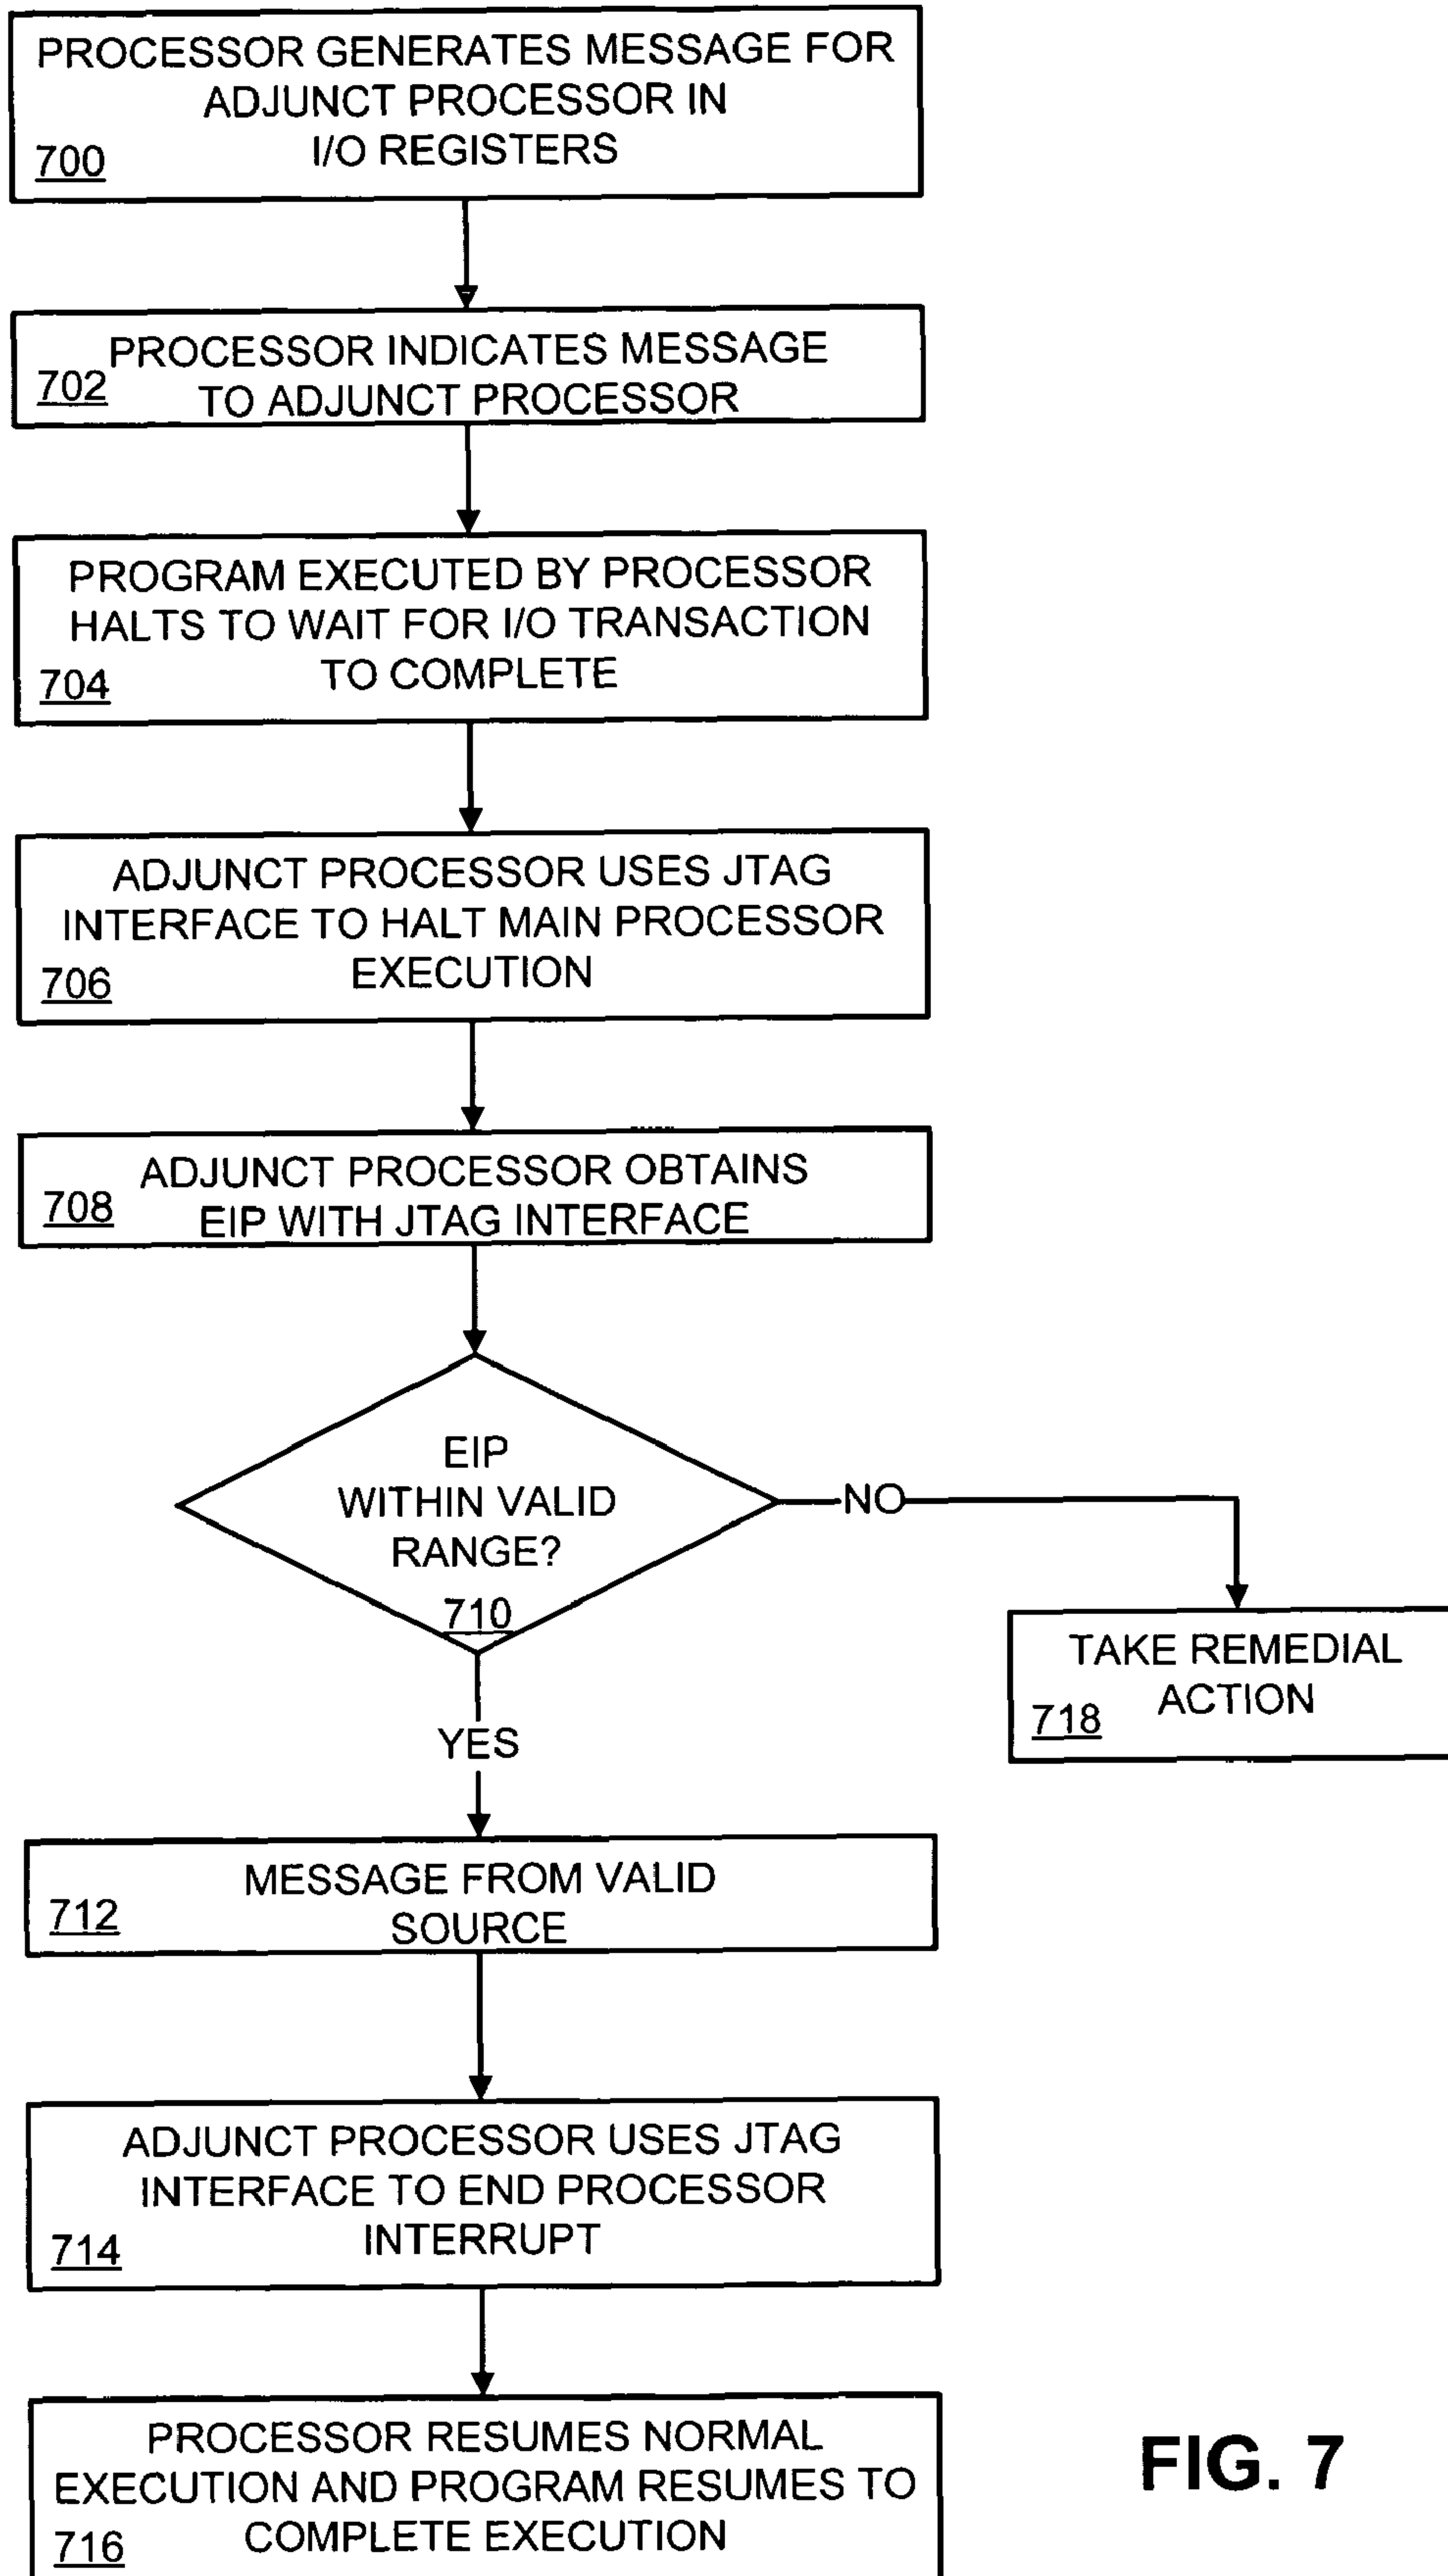 PROCESSOR GENERATES MESSAGE FOR
ADJUNCT PROCESSOR IN
I/O REGISTERS
700
PROCESSOR INDICATES MESSAGE
TO ADJUNCT PROCESSOR
702
PROGRAM EXECUTED BY PROCESSOR
HALTS TO WAIT FOR I/O TRANSACTION
TO COMPLETE
704
ADJUNCT PROCESSOR USES JTAG
INTERFACE TO HALT MAIN PROCESSOR
EXECUTION
706
ADJUNCT PROCESSOR OBTAINS
EIP WITH JTAG INTERFACE
708
EIP
WITHIN VALID
RANGE?
710
NO
TAKE REMEDIAL
ACTION
718
YES
MESSAGE FROM VALID
SOURCE
712
ADJUNCT PROCESSOR USES JTAG
INTERFACE TO END PROCESSOR
INTERRUPT
714
PROCESSOR RESUMES NORMAL
EXECUTION AND PROGRAM RESUMES TO
COMPLETE EXECUTION
716
FIG. 7